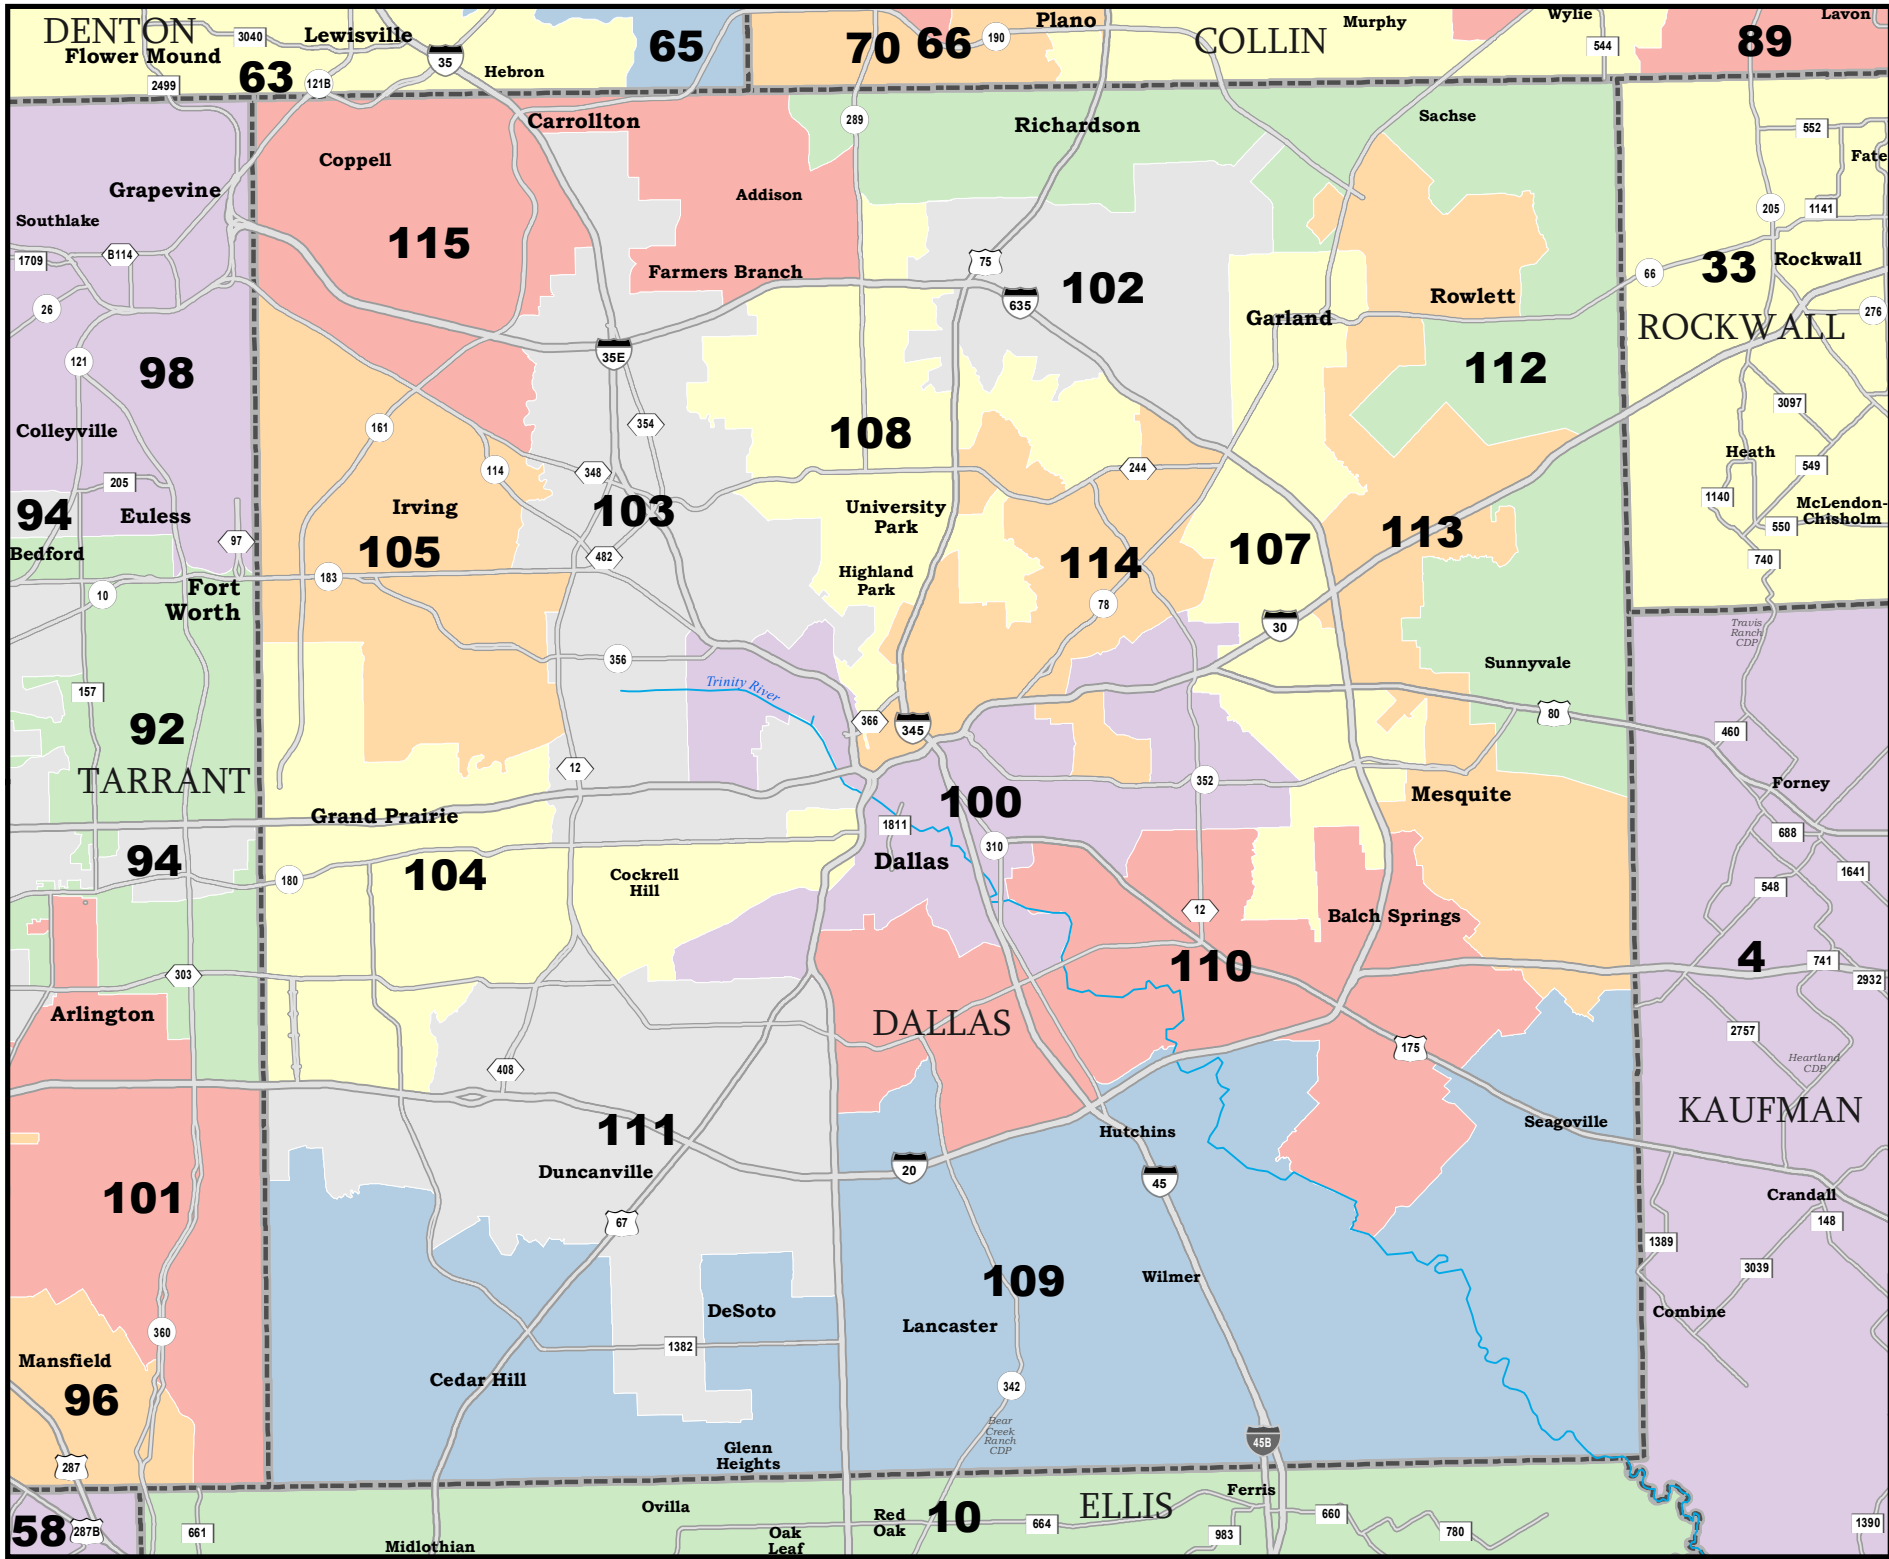 DENTON
3040
Lewisville
35
65
70
66
190
Plano
COLLIN
Murphy
Wylie
544
Lavon
89
Flower Mound
2499
63
121B
Hebron
Carrollton
289
Richardson
Sachse
552
Fate
Coppell
Grapevine
Addison
Southlake
205
1141
1709
B114
115
Farmers Branch
75
102
66
33
Rockwall
26
635
Garland
Rowlett
276
ROCKWALL
121
98
35E
112
Colleyville
161
354
108
3097
Heath
205
114
348
244
549
94
Euless
Irving
103
University
Park
1140
McLendon-
Chisholm
550
Bedford
97
105
482
114
107
113
740
10
Fort
Worth
183
Highland
Park
78
30
Travis
Ranch
CDP
356
Sunnyvale
157
Trinity River
92
366
345
80
460
TARRANT
12
352
Forney
Grand Prairie
100
Mesquite
1811
688
94
310
180
104
Cockrell
Hill
Dallas
548
1641
12
Balch Springs
303
110
4
741
2932
Arlington
DALLAS
175
2757
Heartland
CDP
408
111
Hutchins
Seagoville
KAUFMAN
Duncanville
20
45
101
67
Crandall
148
1389
109
Wilmer
3039
DeSoto
Lancaster
Combine
360
1382
Mansfield
Cedar Hill
342
96
Bear
Creek
Ranch
CDP
45B
Glenn
Heights
287
Ferris
58
287B
661
Ovilla
Red
Oak
10
664
ELLIS
983
660
780
1390
Midlothian
Oak
Leaf